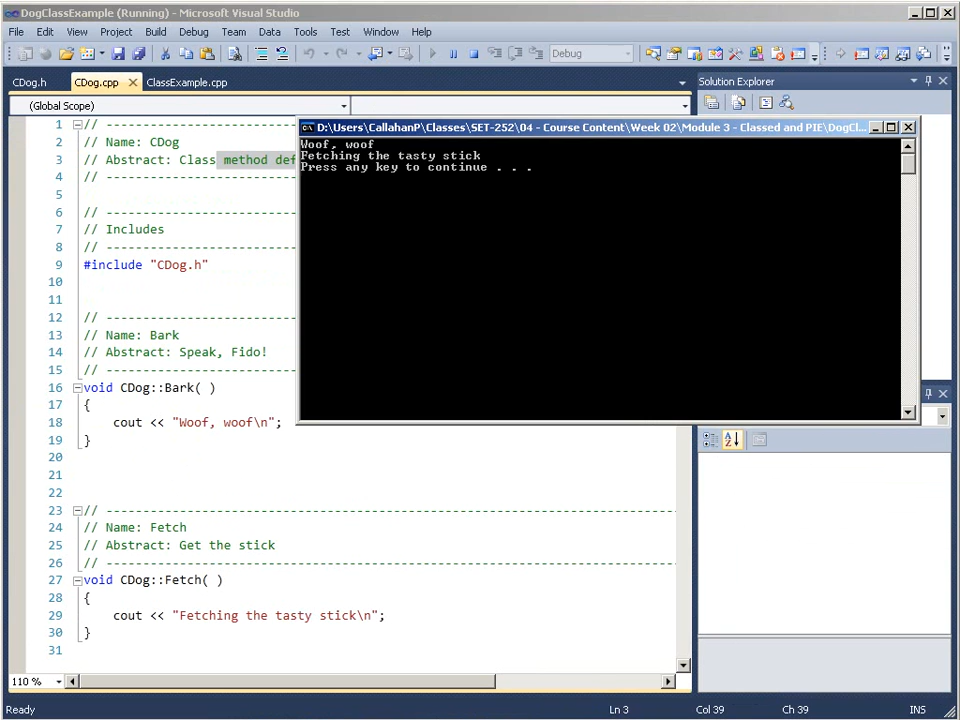 DogClassExample (Running) - Microsoft Visual Studio
File Edit View Project Build Debug Team Data Tools Test Window Help
Debug
CDog.h CDog.cpp ClassExample.cpp
Solution Explorer
(Global Scope)
D:\Users\CallahanP\Classes\SET-252\04 - Course Content\Week 02\Module 3 - Classed and PIE\DogCl...
Woof, woof
Fetching the tasty stick
Press any key to continue . . .
1 // --------------------------
2 // Name: CDog
3 // Abstract: Class method def
4 // --------------------------
5
6 // --------------------------
7 // Includes
8 // --------------------------
9 #include "CDog.h"
10
11
12 // --------------------------
13 // Name: Bark
14 // Abstract: Speak, Fido!
15 // --------------------------
16 void CDog::Bark( )
17 {
18 cout << "Woof, woof\n";
19 }
20
21
22
23 // ------------------------------------------------------------------------------
24 // Name: Fetch
25 // Abstract: Get the stick
26 // ------------------------------------------------------------------------------
27 void CDog::Fetch( )
28 {
29 cout << "Fetching the tasty stick\n";
30 }
31
110 %
Ready Ln 3 Col 39 Ch 39 INS